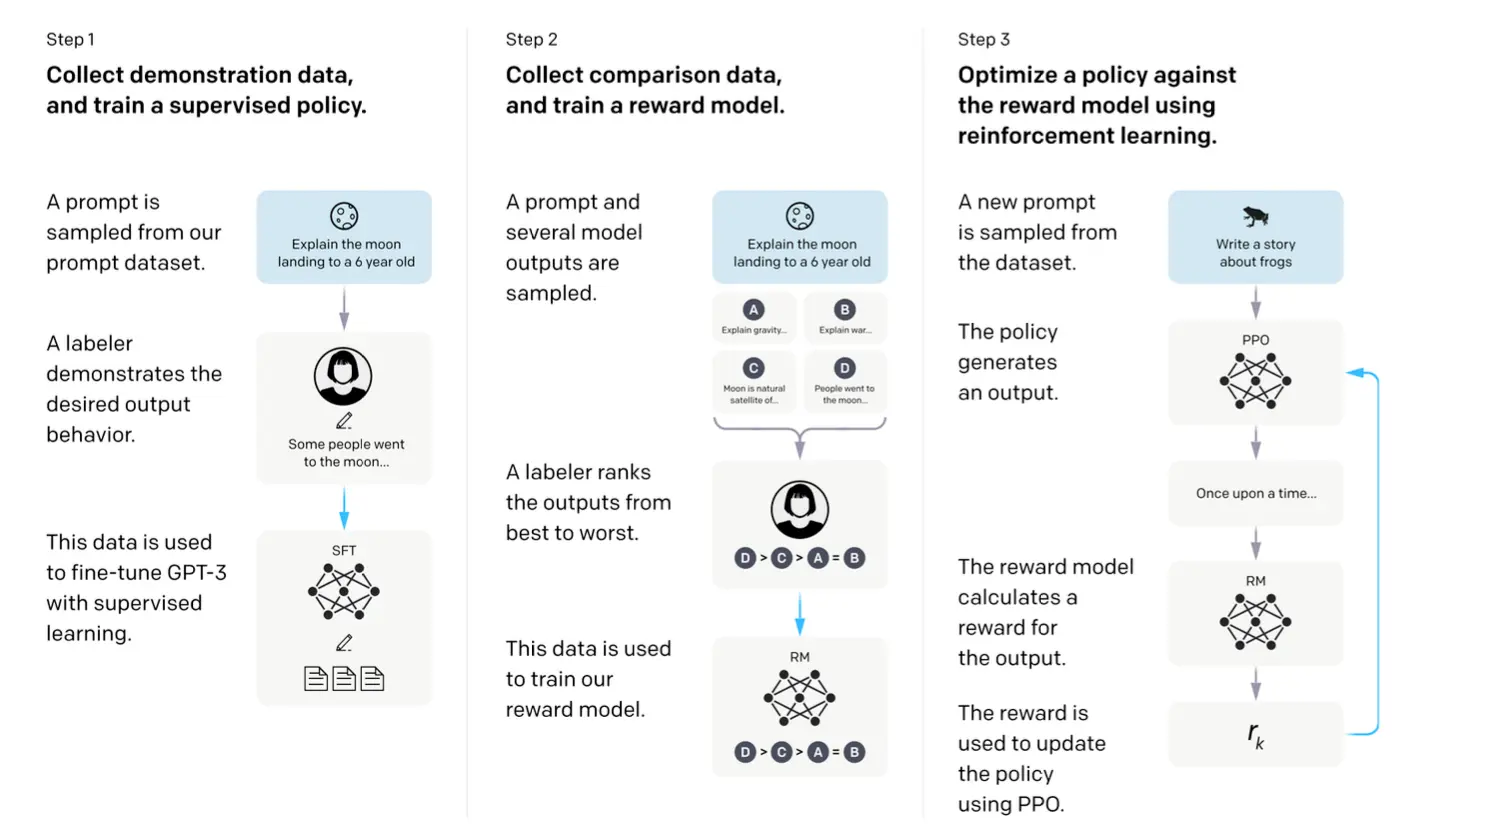 Step 1
Collect demonstration data,
and train a supervised policy.
A prompt is
sampled from our
prompt dataset.
Explain the moon
landing to a 6 year old
A labeler
demonstrates the
desired output
behavior.
Some people went
to the moon...
This data is used
to fine-tune GPT-3
with supervised
learning.
SFT
Step 2
Collect comparison data,
and train a reward model.
A prompt and
several model
outputs are
sampled.
Explain the moon
landing to a 6 year old
A
Explain gravity...
B
Explain war...
C
Moon is natural
satellite of...
D
People went to
the moon...
A labeler ranks
the outputs from
best to worst.
D > C > A = B
This data is used
to train our
reward model.
RM
D > C > A = B
Step 3
Optimize a policy against
the reward model using
reinforcement learning.
A new prompt
is sampled from
the dataset.
Write a story
about frogs
The policy
generates
an output.
PPO
Once upon a time...
The reward model
calculates a
reward for
the output.
RM
The reward is
used to update
the policy
using PPO.
rk